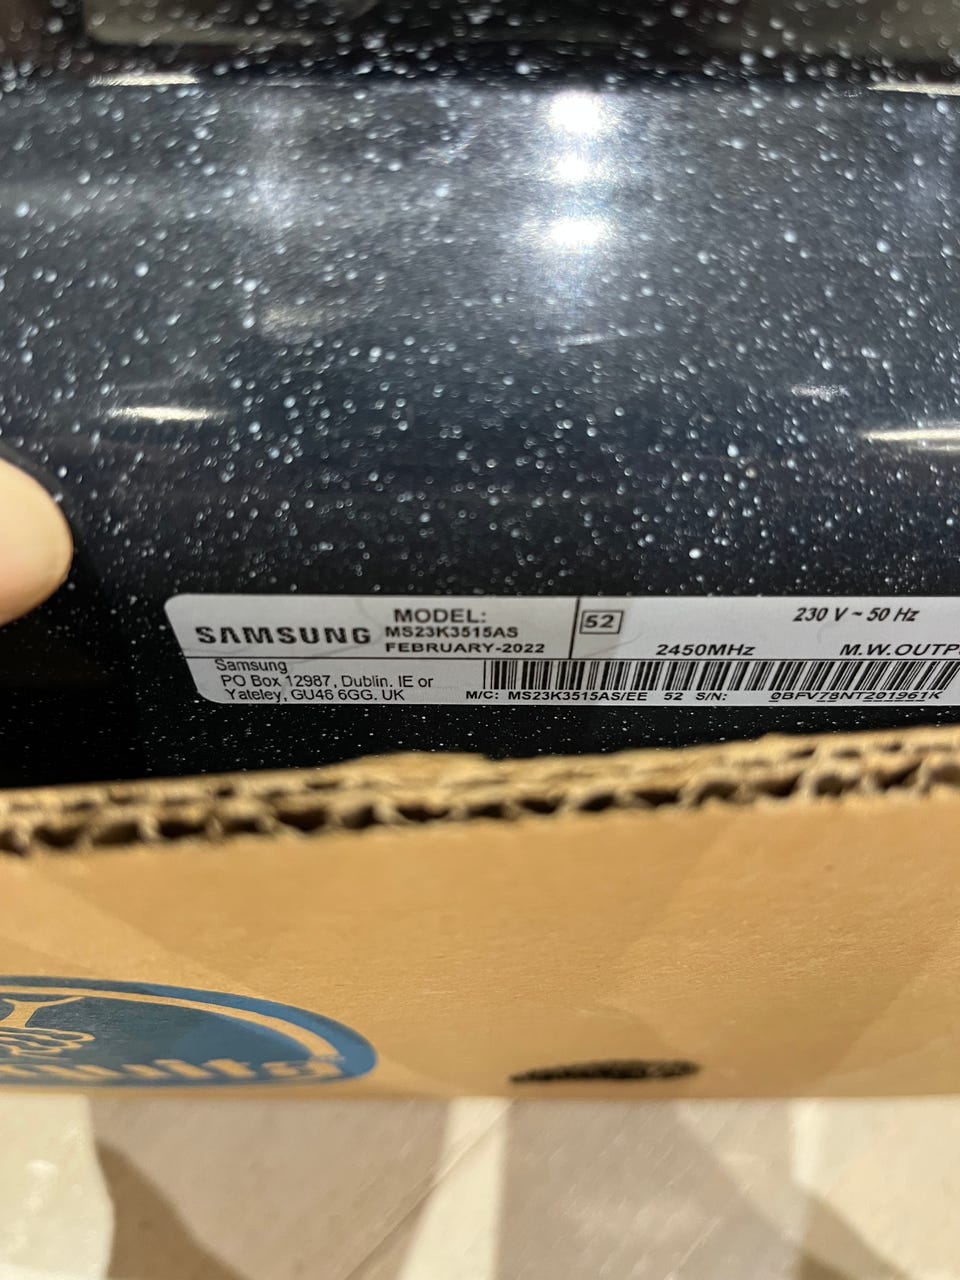 MODEL:
SAMSUNG MS23K3515AS
FEBRUARY-2022
52
230 V ~ 50 Hz
2450MHz M.W.OUTP
Samsung
PO Box 12987, Dublin. IE or
Yateley, GU46 6GG. UK
M/C: MS23K3515AS/EE 52 S/N: 0BFV78NT201961K